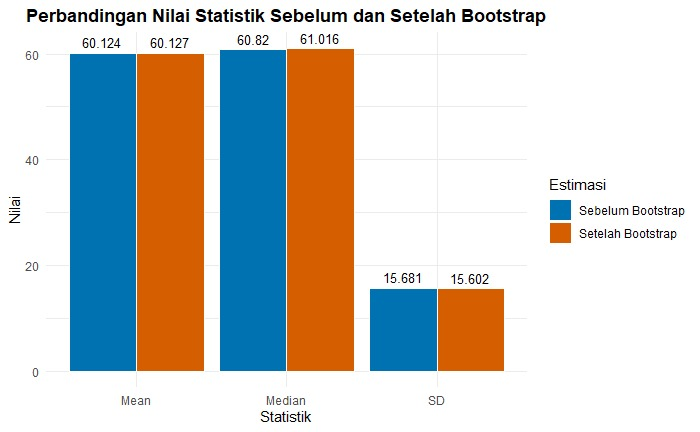 Perbandingan Nilai Statistik Sebelum dan Setelah Bootstrap
60.124
60.127
60.82
61.016
15.681
15.602
60
40
20
0
Nilai
Mean
Median
SD
Statistik
Estimasi
Sebelum Bootstrap
Setelah Bootstrap